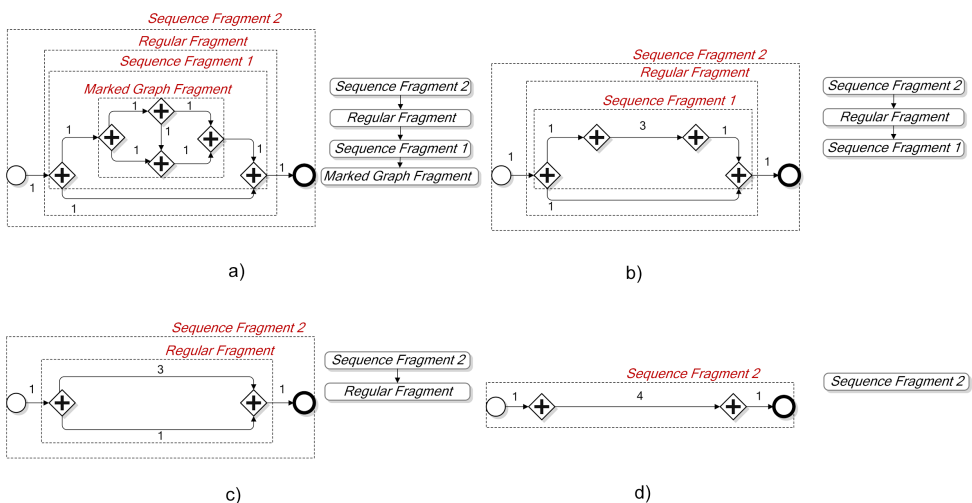 Sequence Fragment 2
Regular Fragment
Sequence Fragment 1
Marked Graph Fragment
1
1
1
1
1
1
1
1
1
1
1
Sequence Fragment 2
Regular Fragment
Sequence Fragment 1
Marked Graph Fragment
a)
Sequence Fragment 2
Regular Fragment
Sequence Fragment 1
1
3
1
1
1
1
Sequence Fragment 2
Regular Fragment
Sequence Fragment 1
b)
Sequence Fragment 2
Regular Fragment
1
3
1
1
Sequence Fragment 2
Regular Fragment
c)
Sequence Fragment 2
1
4
1
Sequence Fragment 2
d)